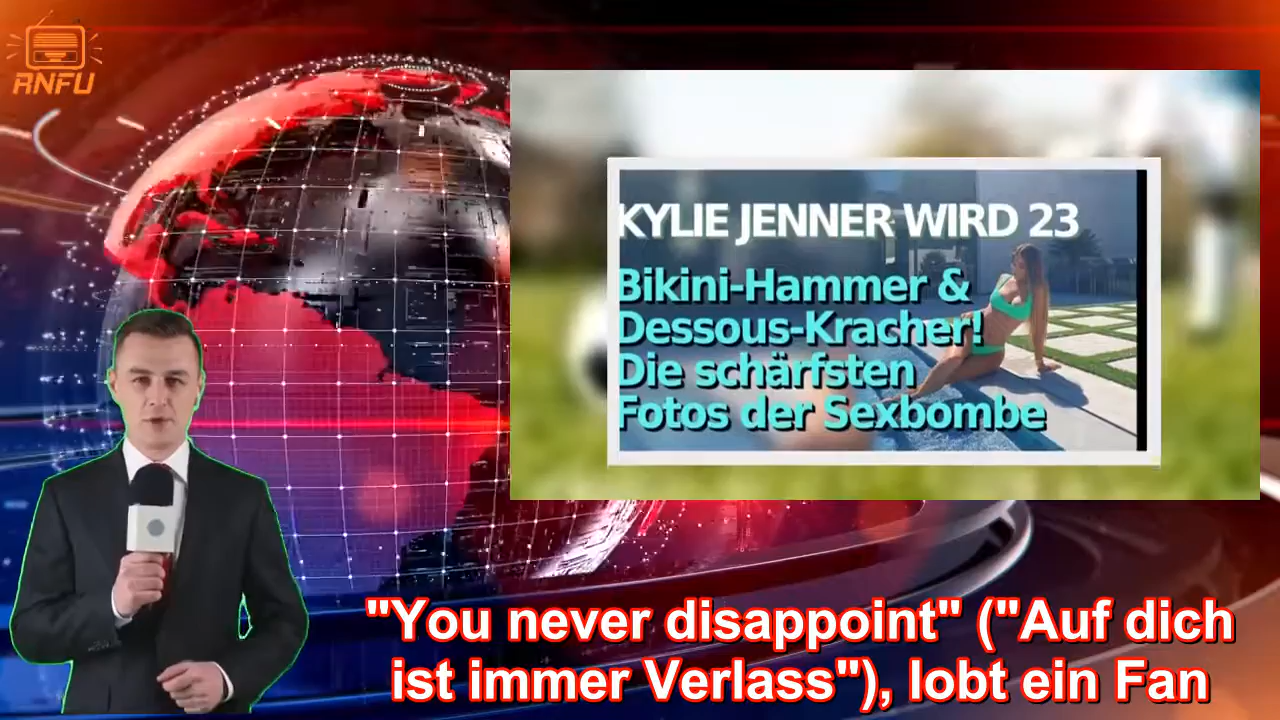 RNFU
KYLIE JENNER WIRD 23
Bikini-Hammer &
Dessous-Kracher!
Die schärfsten
Fotos der Sexbombe
"You never disappoint" ("Auf dich
ist immer Verlass"), lobt ein Fan